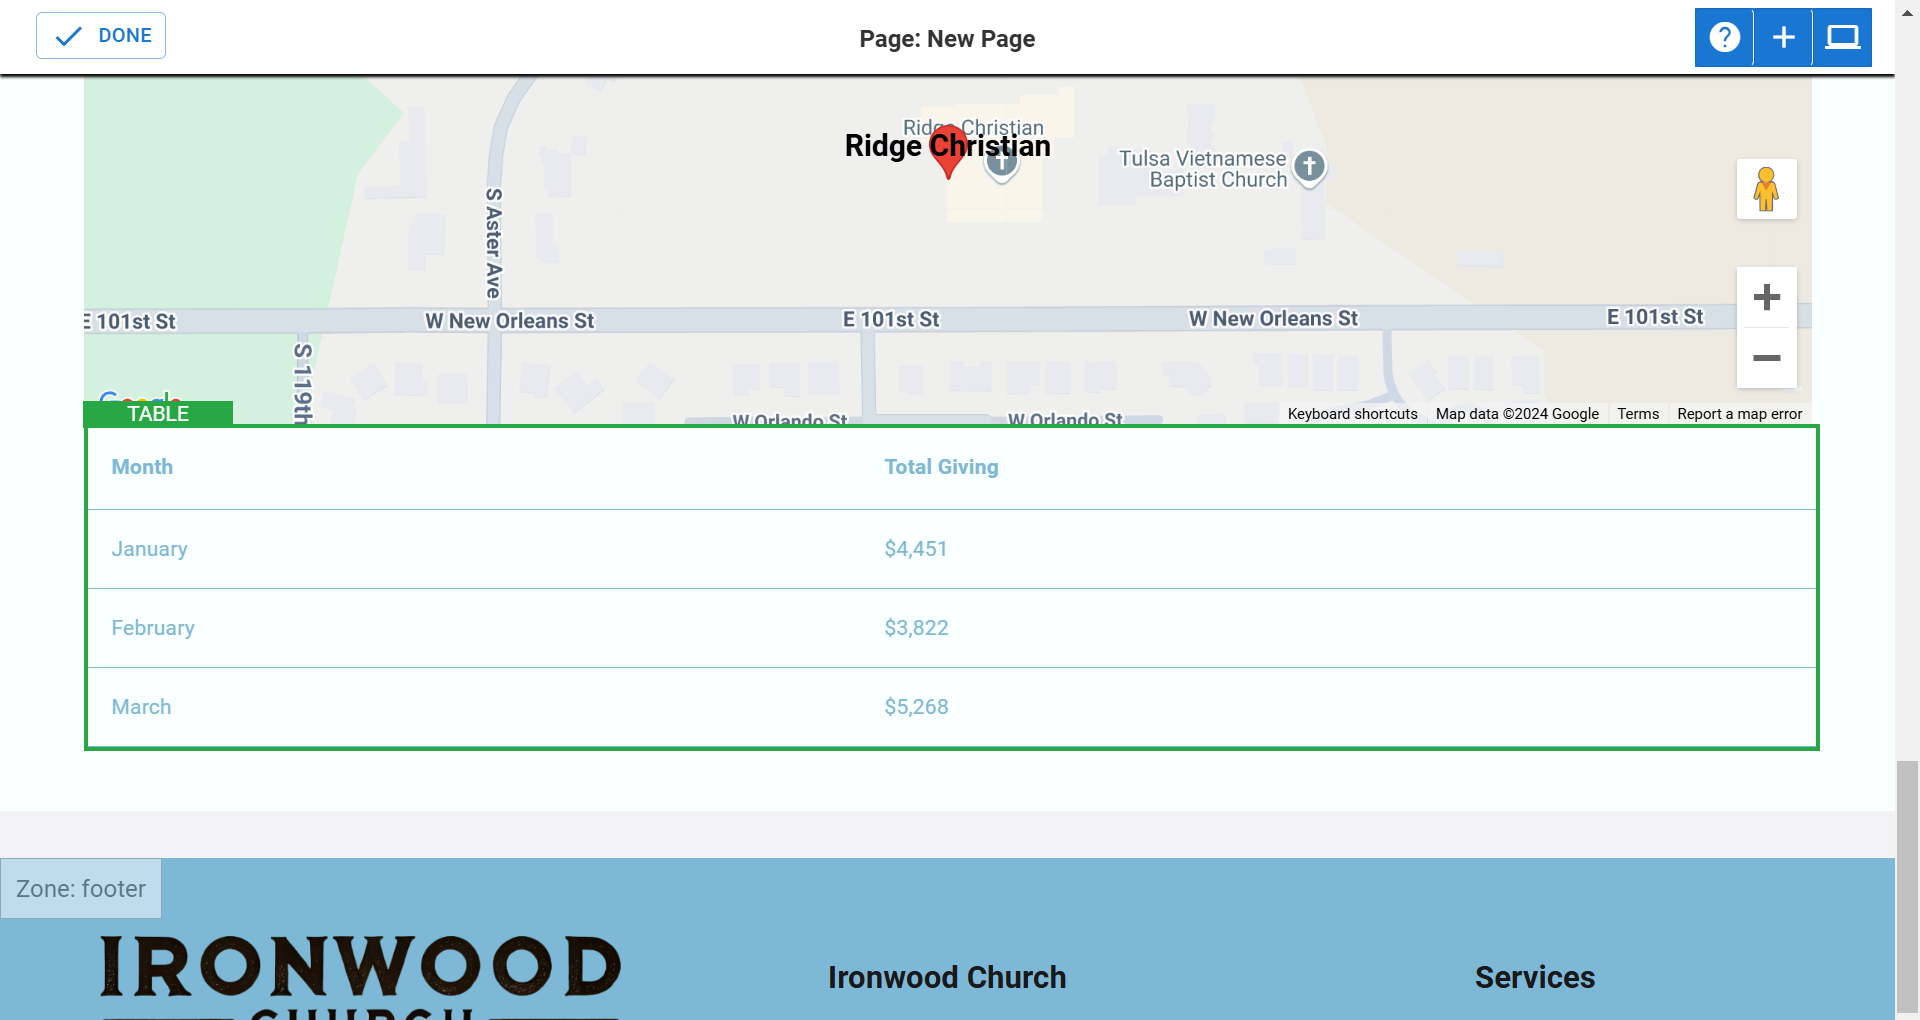 DONE
Page: New Page
Ridge Christian
Ridge Christian
Tulsa Vietnamese
Baptist Church
S Aster Ave
E 101st St
W New Orleans St
E 101st St
W New Orleans St
E 101st St
S 119th
Google
W Orlando St
W Orlando St
Keyboard shortcuts
Map data ©2024 Google
Terms
Report a map error
TABLE
Month Total Giving
January $4,451
February $3,822
March $5,268
Zone: footer
IRONWOOD
CHURCH
Ironwood Church
Services